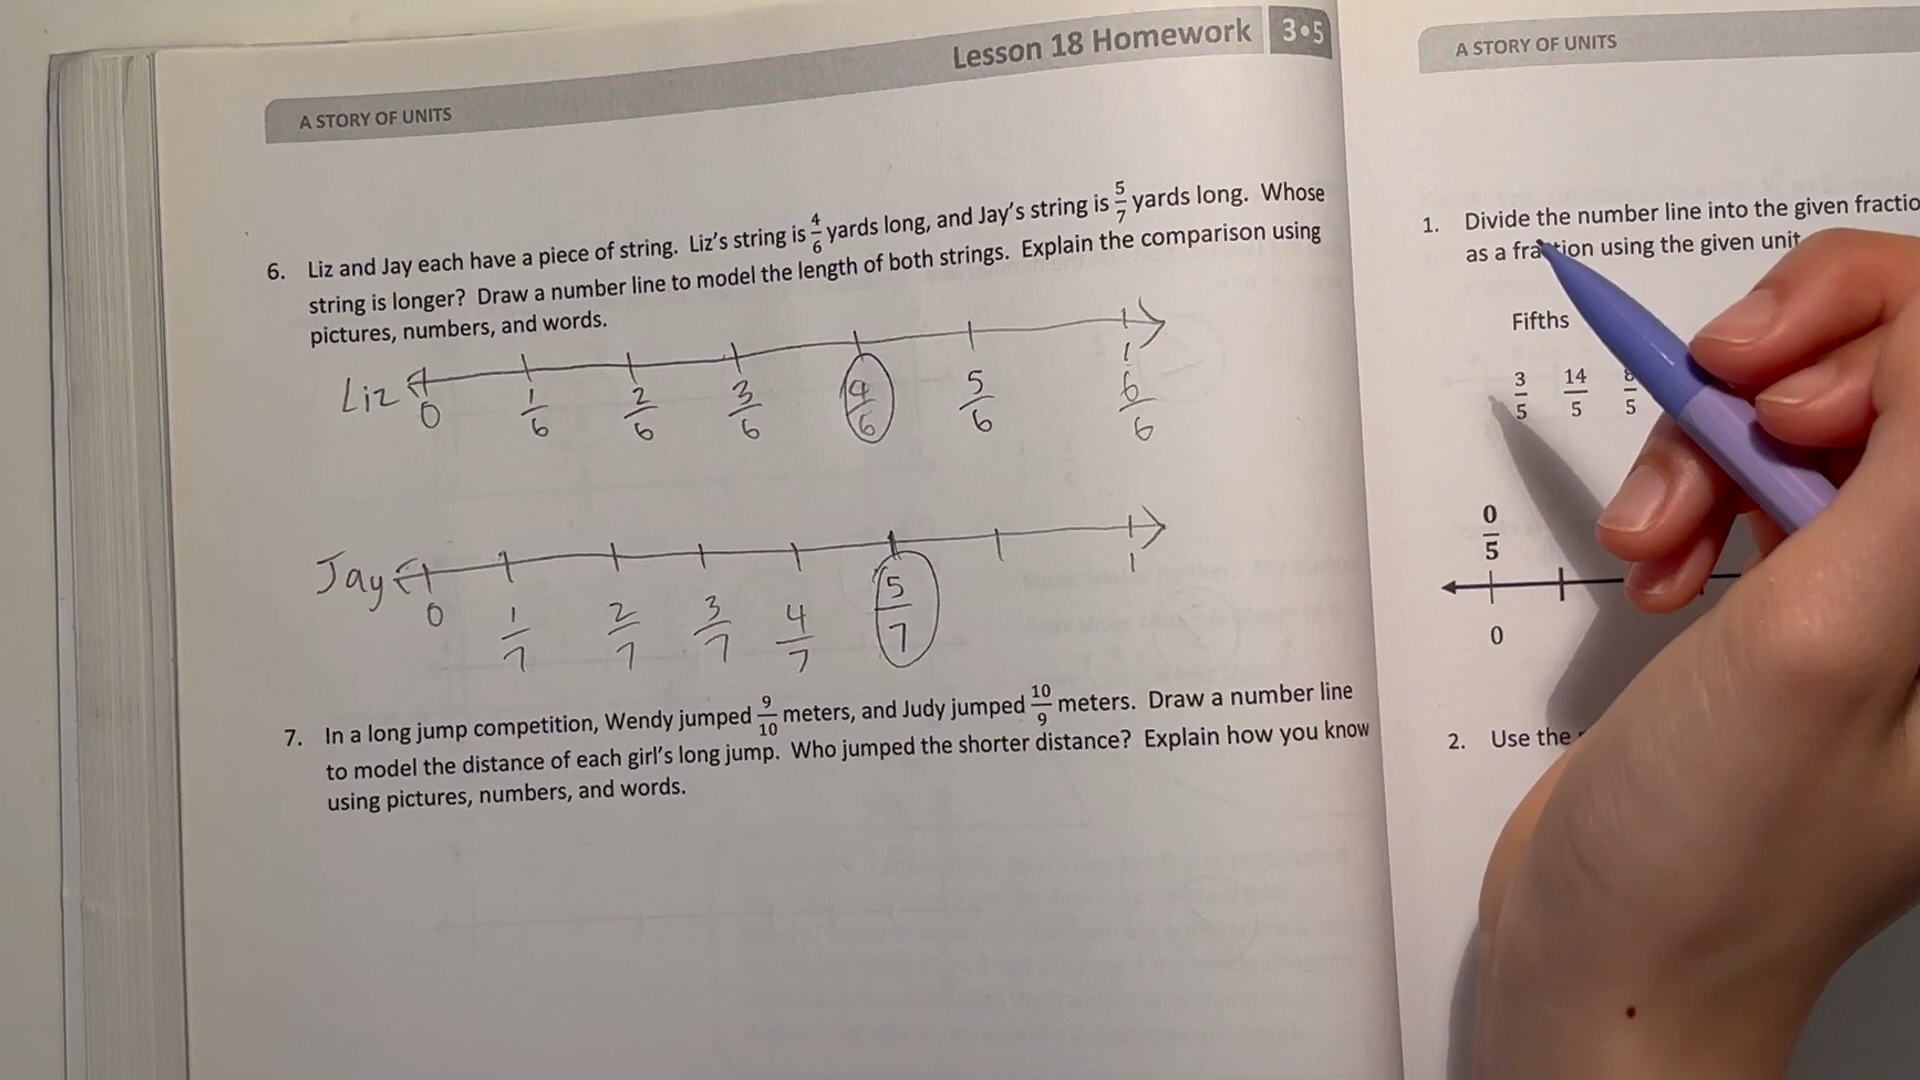 Lesson 18 Homework 3•5
A STORY OF UNITS
6. Liz and Jay each have a piece of string. Liz's string is 4/6 yards long, and Jay's string is 5/7 yards long. Whose
string is longer? Draw a number line to model the length of both strings. Explain the comparison using
pictures, numbers, and words.
Liz
0 1/6 2/6 3/6 4/6 5/6 1 6/6
Jay
0 1/7 2/7 3/7 4/7 5/7 1
7. In a long jump competition, Wendy jumped 9/10 meters, and Judy jumped 10/9 meters. Draw a number line
to model the distance of each girl's long jump. Who jumped the shorter distance? Explain how you know
using pictures, numbers, and words.
A STORY OF UNITS
1. Divide the number line into the given
as a fraction using the given unit
Fifths
3/5 14/5 8/5
0/5
0
2. Use the